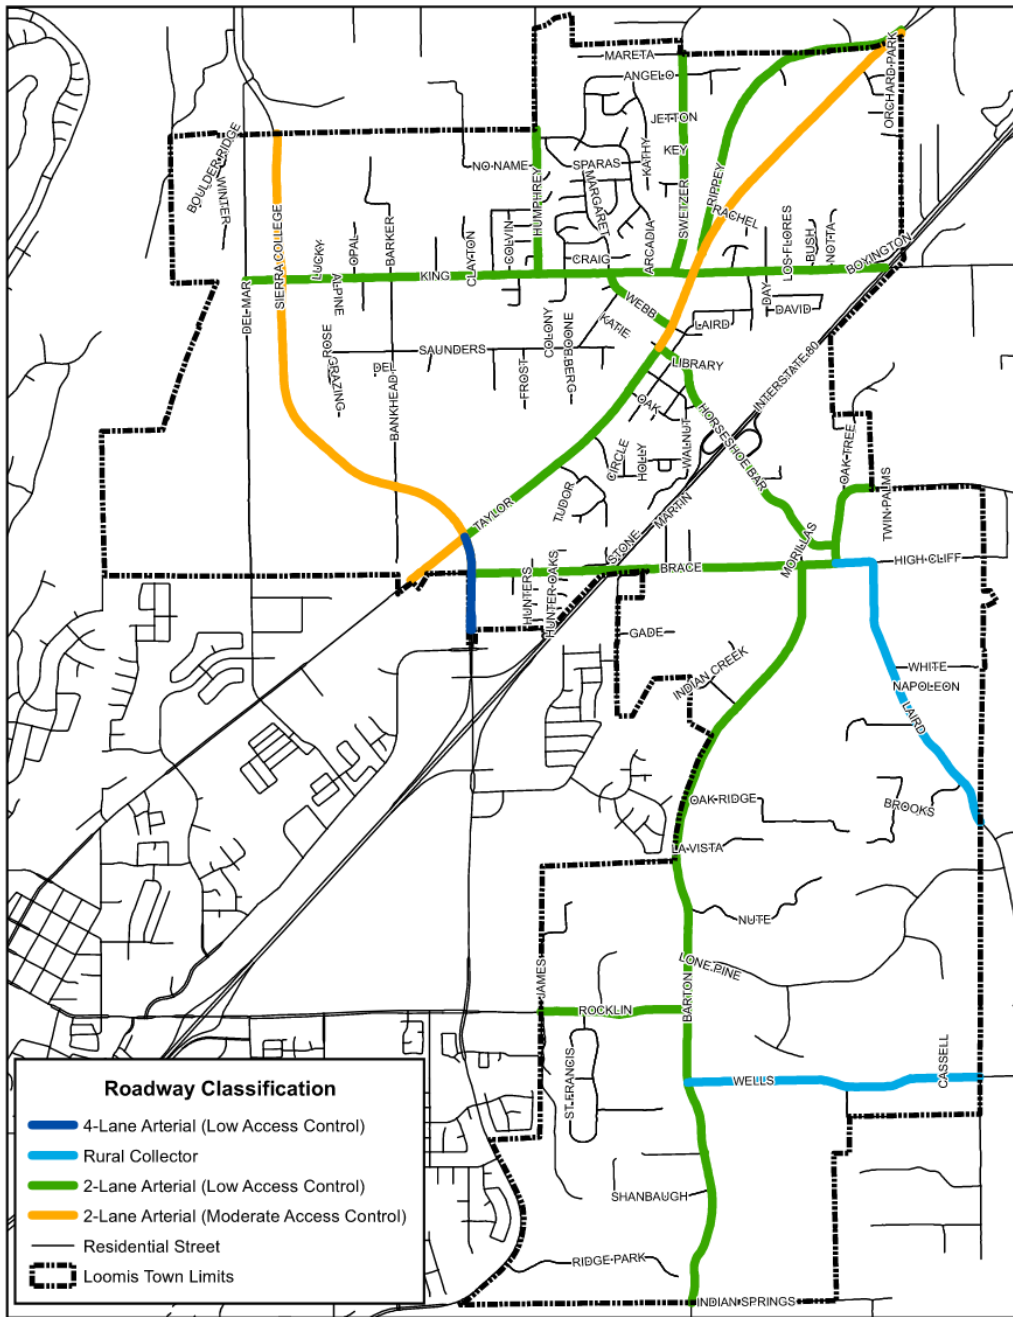 MARETA
ANGELO
ORCHARD PARK
JETTON
KEY
BOULDER RIDGE
WINTER
NO NAME
SPARAS
KATHY
MARGARET
HUMPHREY
SWETZER
RIPPEY
RACHEL
SIERRA COLLEGE
LUCKY
OPAL
BARKER
CLAYTON
COLVIN
ARCADIA
LOS FLORES
BUSH
NOTTA
BOYINGTON
CRAIG
KING
ALPINE
DEL MAR
WEBB
DAY
DAVID
KATIE
LAIRD
COLONY
ROSE
GRAZING
SAUNDERS
DEL
BANKHEAD
FROST
LIBRARY
INTERSTATE 80
OAK
HORSESHOE BAR
WALNUT
CIRCLE
HOLLY
OAK TREE
TWIN PALMS
TAYLOR
TUDOR
MARTIN
STONE
MORILLAS
HIGH CLIFF
BRACE
HUNTERS
HUNTER OAKS
GADE
INDIAN CREEK
WHITE
NAPOLEON
LAIRD
OAK RIDGE
BROOKS
LA VISTA
NUTE
LONE PINE
JAMES
BARTON
ROCKLIN
ST FRANCIS
WELLS
CASSELL
SHANBAUGH
RIDGE PARK
INDIAN SPRINGS
Roadway Classification
4-Lane Arterial (Low Access Control)
Rural Collector
2-Lane Arterial (Low Access Control)
2-Lane Arterial (Moderate Access Control)
Residential Street
Loomis Town Limits